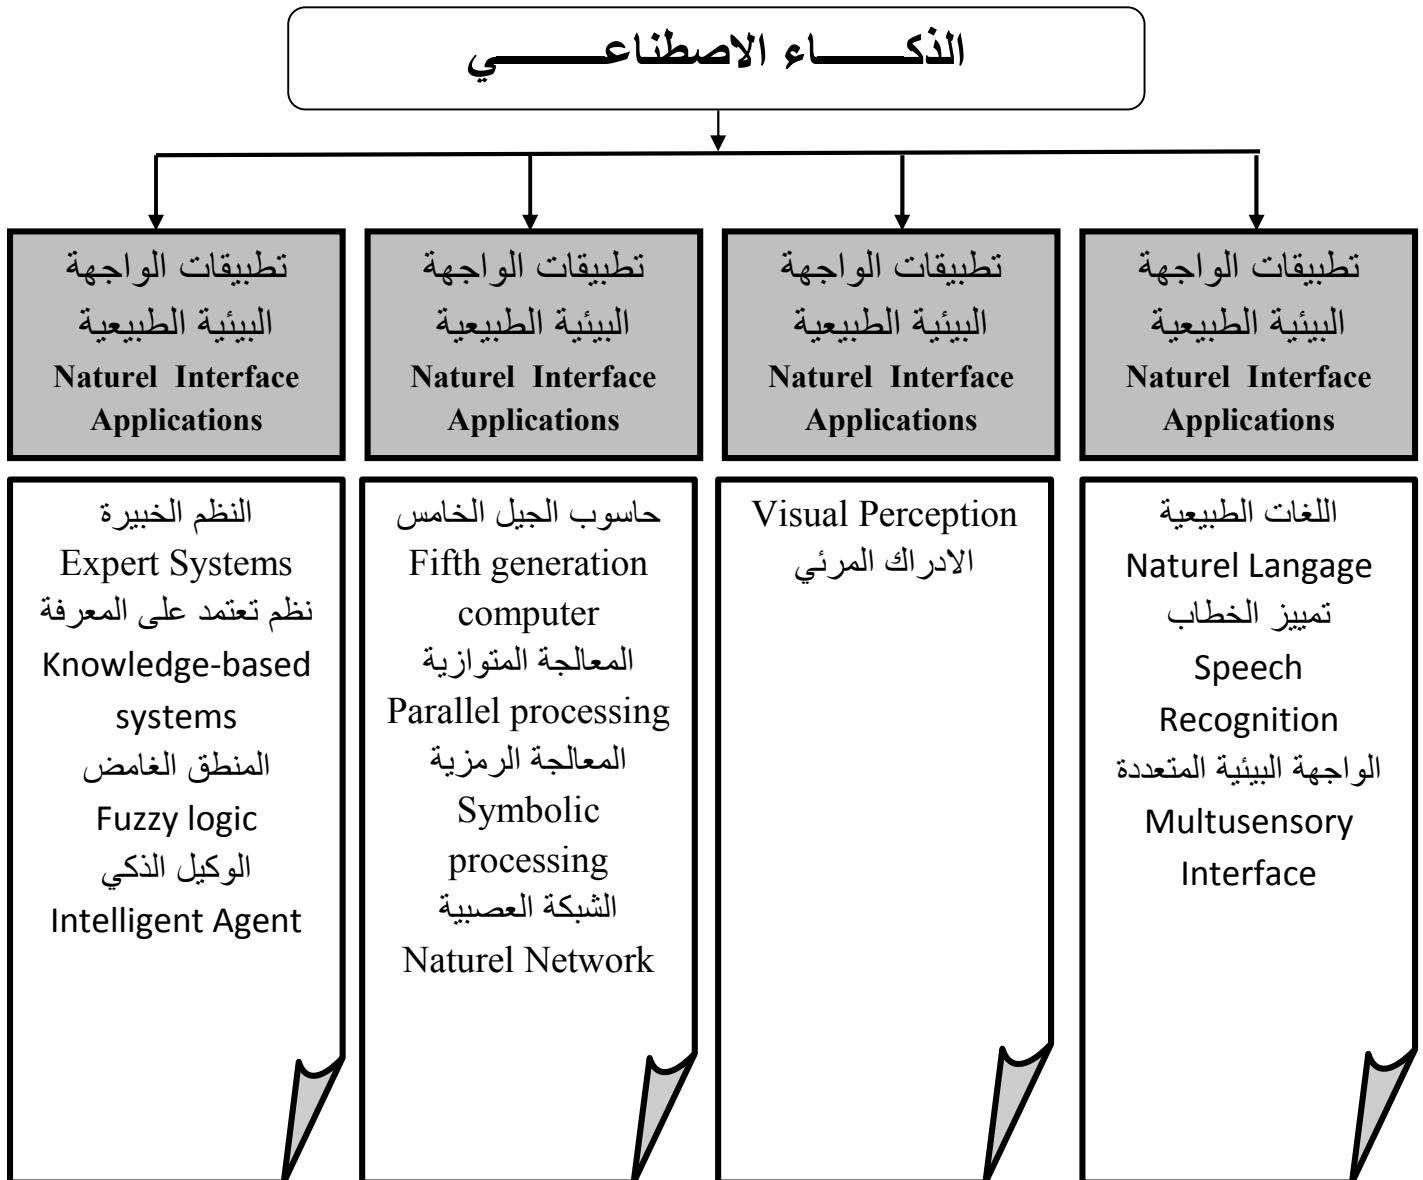 الذكــــــاء الاصطناعــــــي
تطبيقات الواجهة
البيئية الطبيعية
Naturel Interface
Applications
تطبيقات الواجهة
البيئية الطبيعية
Naturel Interface
Applications
تطبيقات الواجهة
البيئية الطبيعية
Naturel Interface
Applications
تطبيقات الواجهة
البيئية الطبيعية
Naturel Interface
Applications
اللغات الطبيعية
Naturel Langage
تمييز الخطاب
Speech
Recognition
الواجهة البيئية المتعددة
Multusensory
Interface
Visual Perception
الادراك المرئي
حاسوب الجيل الخامس
Fifth generation
computer
المعالجة المتوازية
Parallel processing
المعالجة الرمزية
Symbolic
processing
الشبكة العصبية
Naturel Network
النظم الخبيرة
Expert Systems
نظم تعتمد على المعرفة
Knowledge-based
systems
المنطق الغامض
Fuzzy logic
الوكيل الذكي
Intelligent Agent